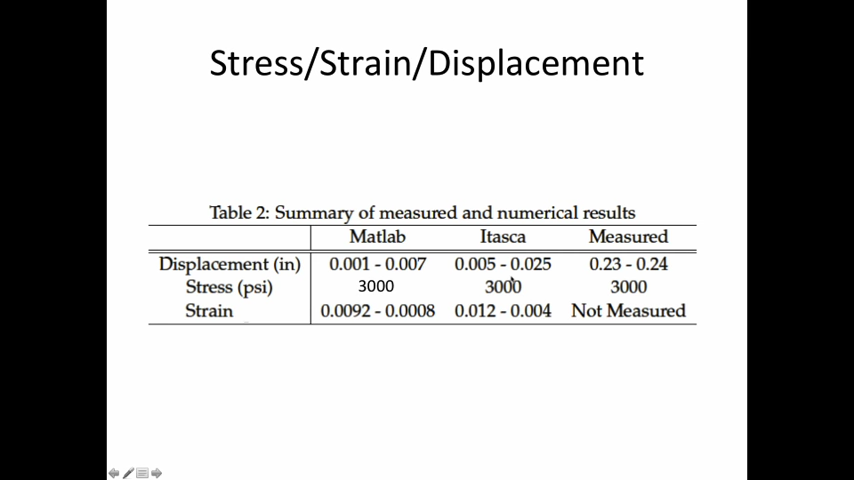 Stress/Strain/Displacement
Table 2: Summary of measured and numerical results
Matlab Itasca Measured
Displacement (in) 0.001 - 0.007 0.005 - 0.025 0.23 - 0.24
Stress (psi) 3000 3000 3000
Strain 0.0092 - 0.0008 0.012 - 0.004 Not Measured